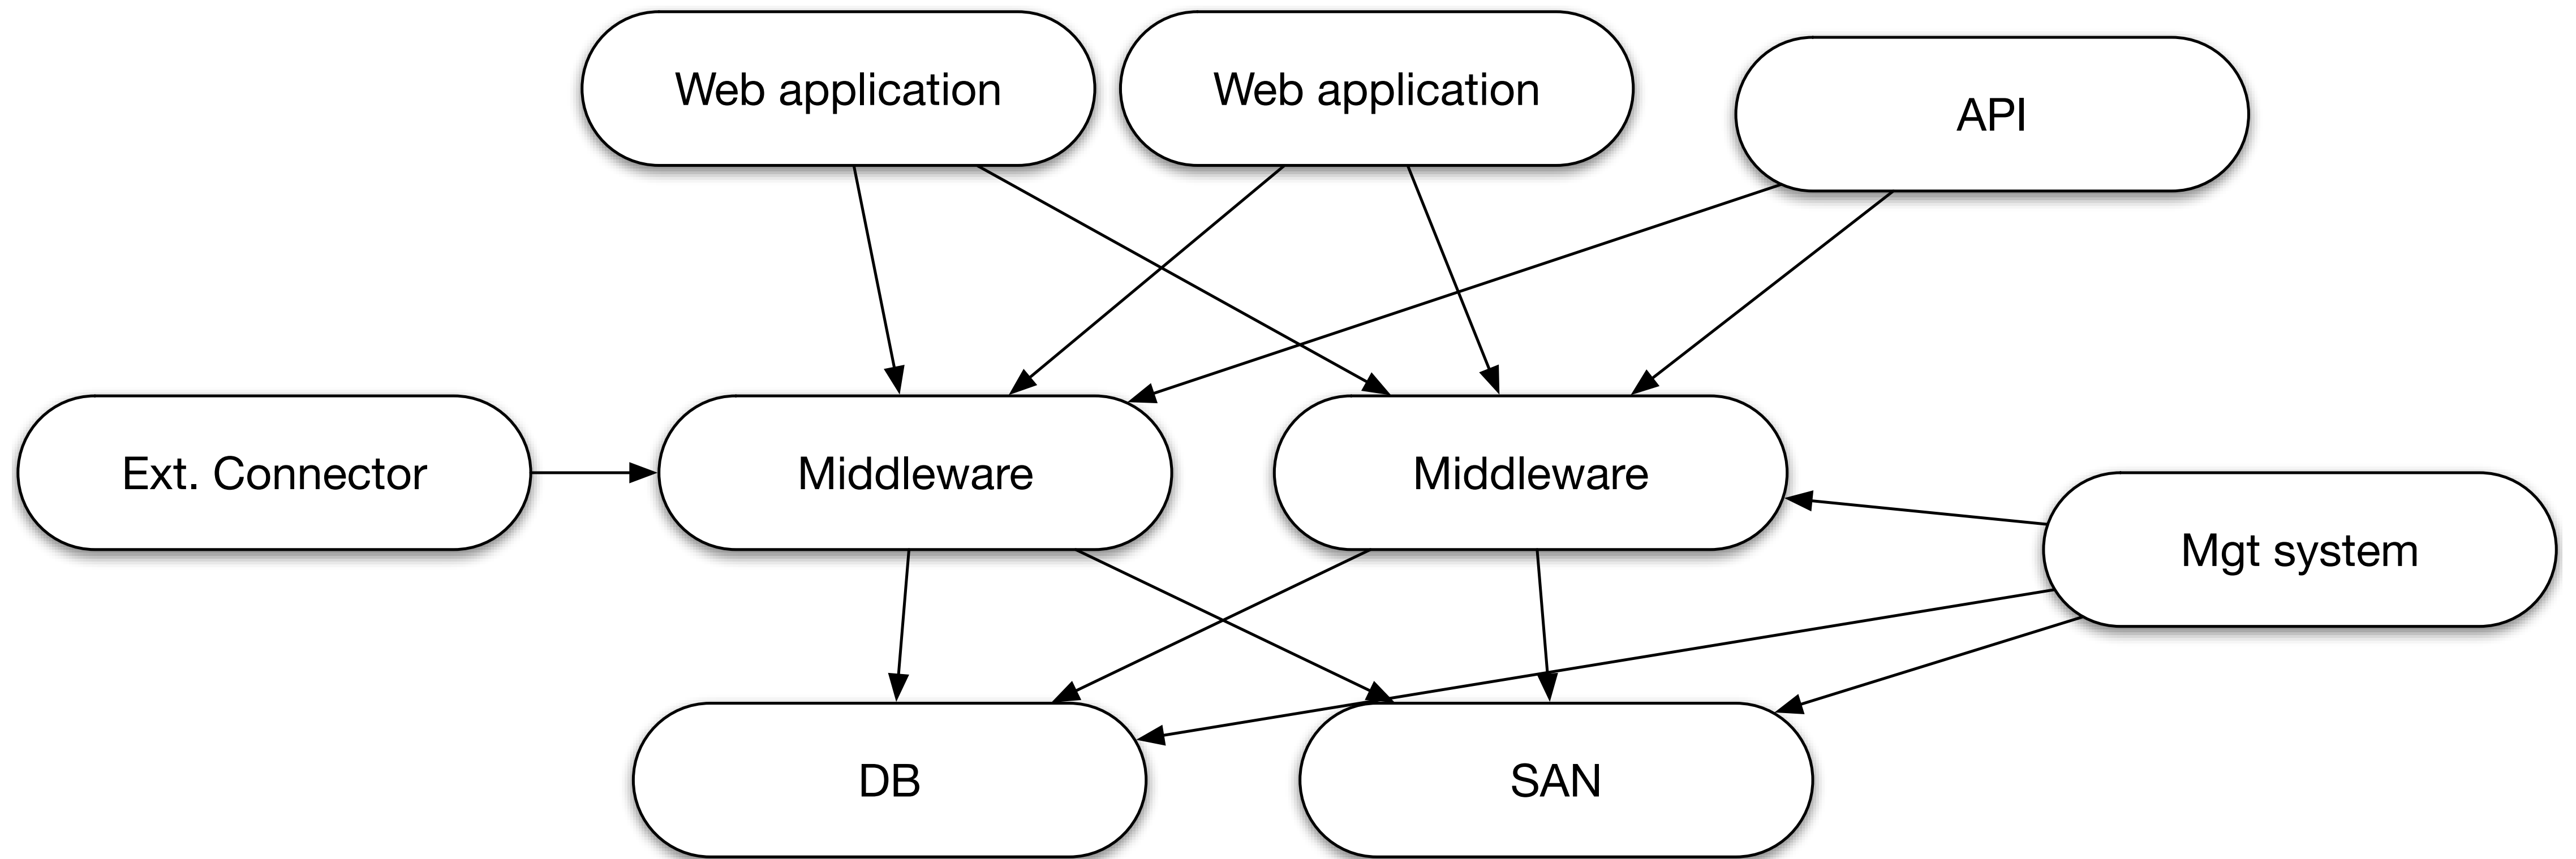 Web application
Web application
API
Ext. Connector
Middleware
Middleware
Mgt system
DB
SAN